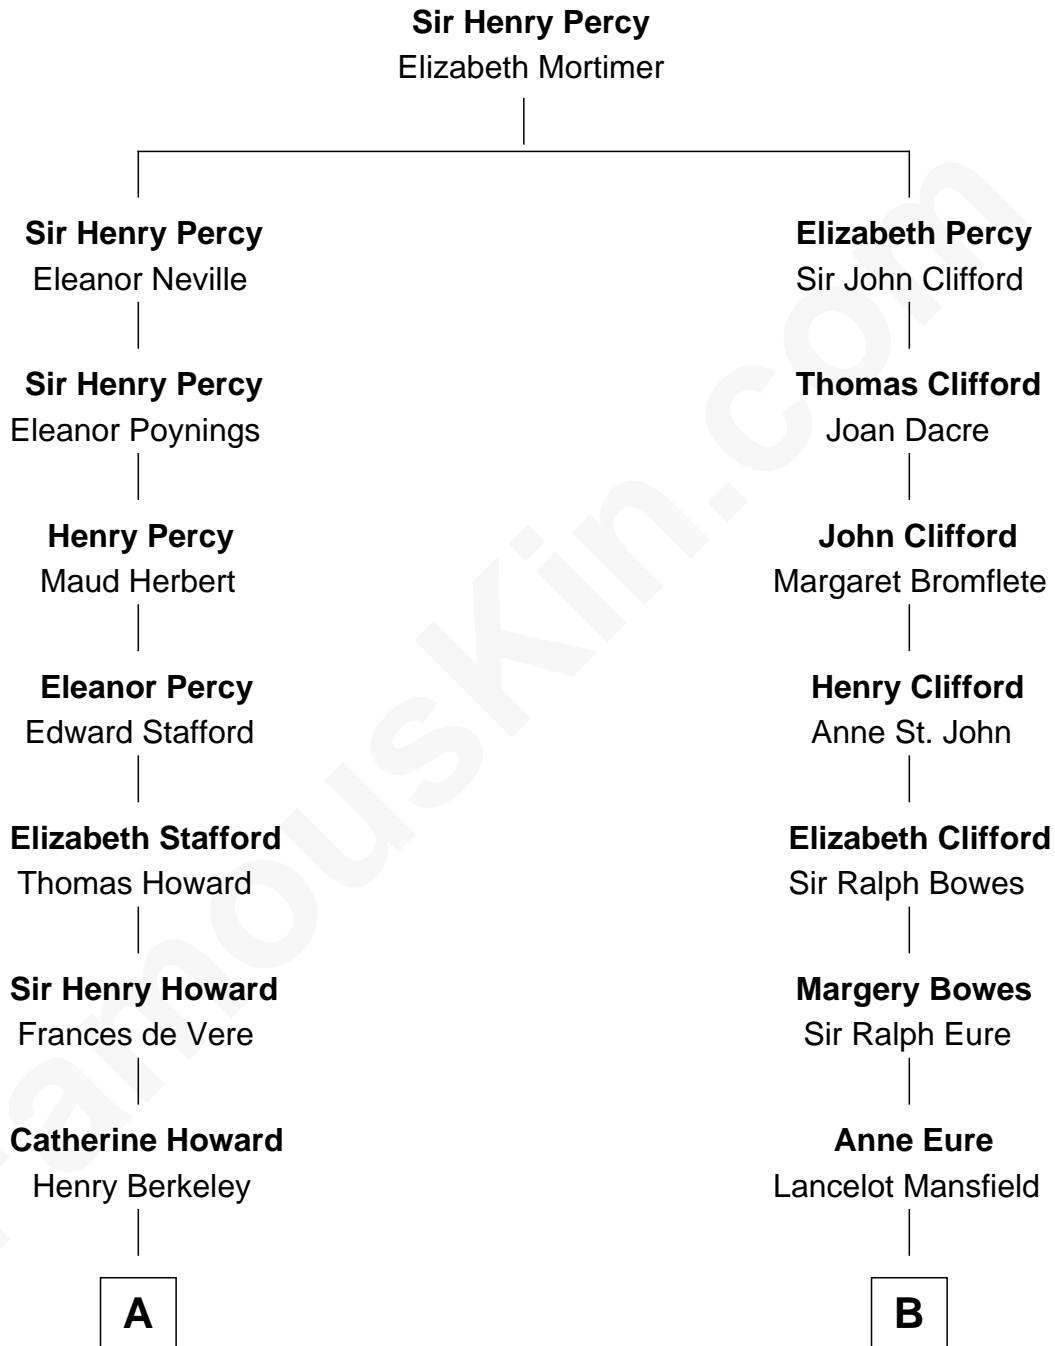 Sir Henry Percy
Elizabeth Mortimer
Sir Henry Percy
Eleanor Neville
Elizabeth Percy
Sir John Clifford
Sir Henry Percy
Eleanor Poynings
Thomas Clifford
Joan Dacre
Henry Percy
Maud Herbert
John Clifford
Margaret Bromflete
Eleanor Percy
Edward Stafford
Henry Clifford
Anne St. John
Elizabeth Stafford
Thomas Howard
Elizabeth Clifford
Sir Ralph Bowes
Sir Henry Howard
Frances de Vere
Margery Bowes
Sir Ralph Eure
Catherine Howard
Henry Berkeley
Anne Eure
Lancelot Mansfield
A
B
FamousKin.com